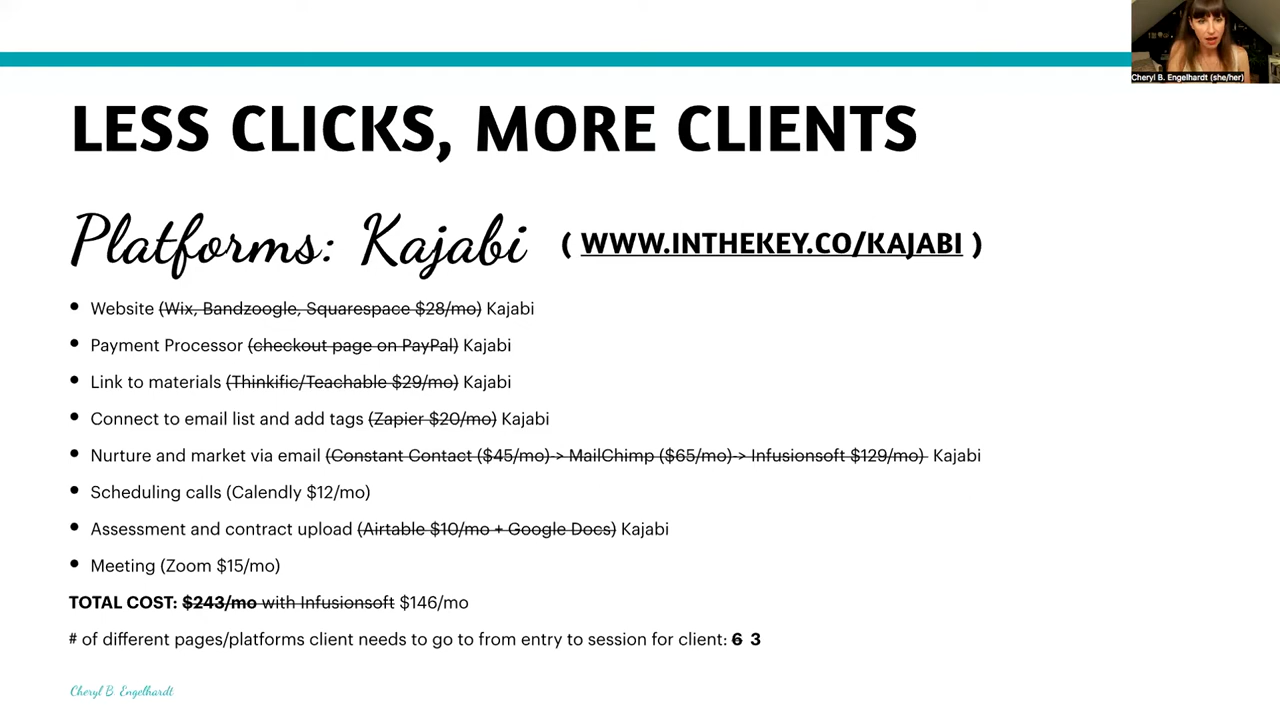 Cheryl B. Engelhardt (she/her)
LESS CLICKS, MORE CLIENTS
Platforms: Kajabi ( WWW.INTHEKEY.CO/KAJABI )
• Website (Wix, Bandzoogle, Squarespace $28/mo) Kajabi
• Payment Processor (checkout page on PayPal) Kajabi
• Link to materials (Thinkific/Teachable $29/mo) Kajabi
• Connect to email list and add tags (Zapier $20/mo) Kajabi
• Nurture and market via email (Constant Contact ($45/mo)-> MailChimp ($65/mo)-> Infusionsoft $129/mo) Kajabi
• Scheduling calls (Calendly $12/mo)
• Assessment and contract upload (Airtable $10/mo + Google Docs) Kajabi
• Meeting (Zoom $15/mo)
TOTAL COST: $243/mo with Infusionsoft $146/mo
# of different pages/platforms client needs to go to from entry to session for client: 6 3
Cheryl B. Engelhardt